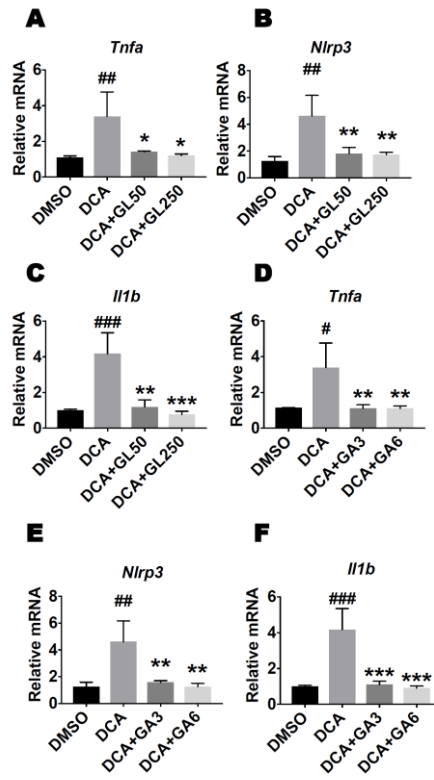 A
Tnfa
Relative mRNA
6
4
2
0
##
*
*
DMSO
DCA
DCA+GL50
DCA+GL250
B
Nlrp3
Relative mRNA
8
6
4
2
0
##
**
**
DMSO
DCA
DCA+GL50
DCA+GL250
C
Il1b
Relative mRNA
6
4
2
0
###
**
***
DMSO
DCA
DCA+GL50
DCA+GL250
D
Tnfa
Relative mRNA
6
4
2
0
#
**
**
DMSO
DCA
DCA+GA3
DCA+GA6
E
Nlrp3
Relative mRNA
8
6
4
2
0
##
**
**
DMSO
DCA
DCA+GA3
DCA+GA6
F
Il1b
Relative mRNA
6
4
2
0
###
***
***
DMSO
DCA
DCA+GA3
DCA+GA6